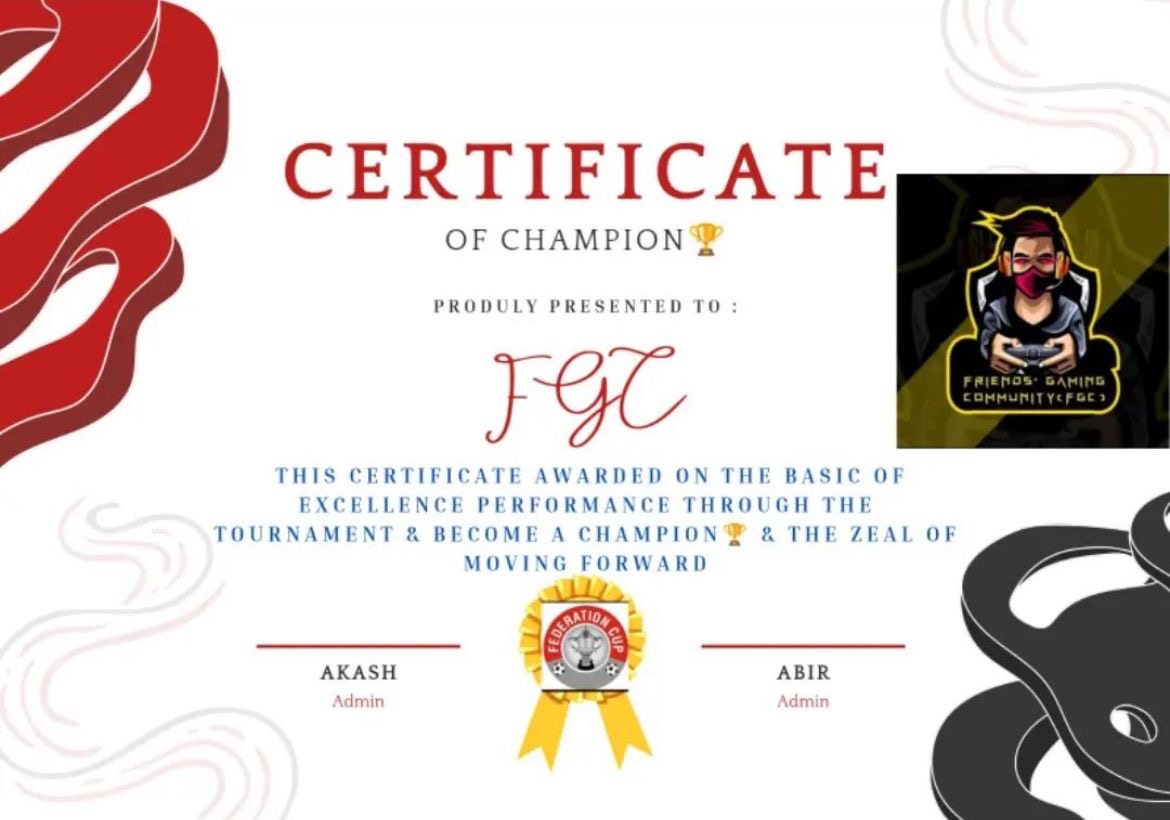 CERTIFICATE
OF CHAMPION🏆
PRODULY PRESENTED TO :
FGC
FRIENDS' GAMING
COMMUNITY(FGC)
THIS CERTIFICATE AWARDED ON THE BASIC OF
EXCELLENCE PERFORMANCE THROUGH THE
TOURNAMENT & BECOME A CHAMPION🏆 & THE ZEAL OF
MOVING FORWARD
FEDERATION CUP
AKASH
Admin
ABIR
Admin